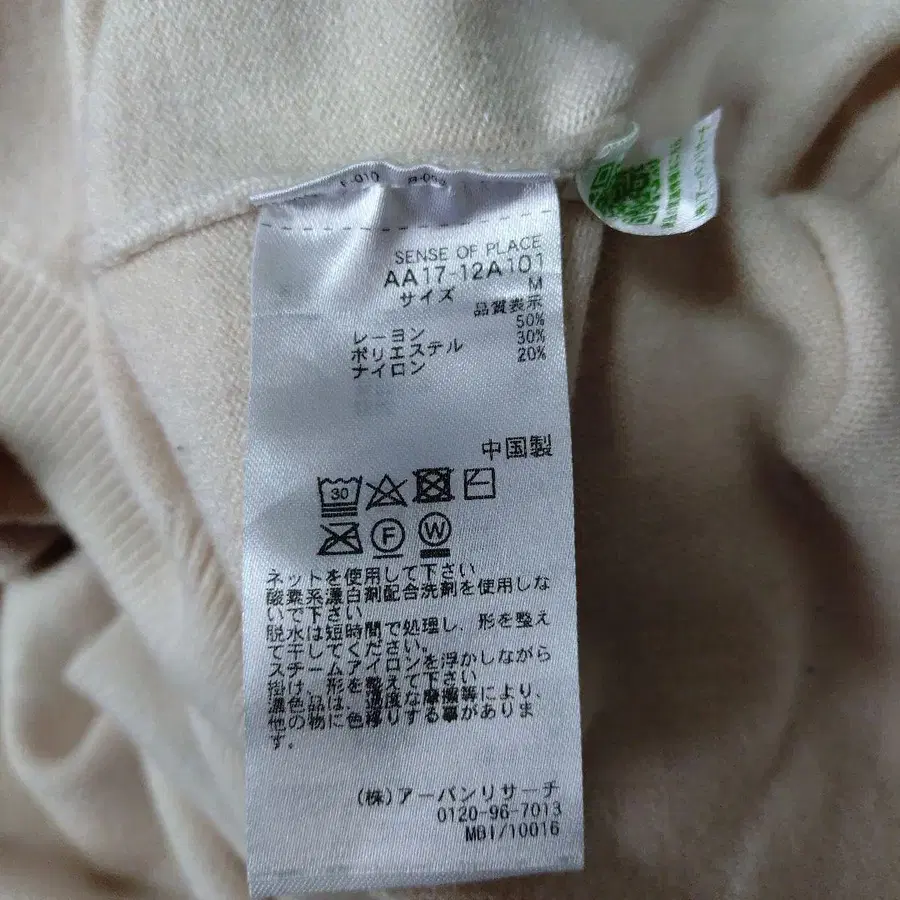 SENSE OF PLACE
AA17-12A101
サイズ M
品質表示
レーヨン 50%
ポリエステル 30%
ナイロン 20%
中国製
30
F W
ネットを使用して下さい
酸素系漂白剤配合洗剤を使用しな
いで下さい
脱水は短時間で処理し、形を整え
て干してください。
スチームアイロンを浮かしながら
掛け、形を整えて下さい
濃色品は、過度な摩擦等により、
他の物に色移りする事がありま
す。
(株)アーバンリサーチ
0120-96-7013
MBI/10016